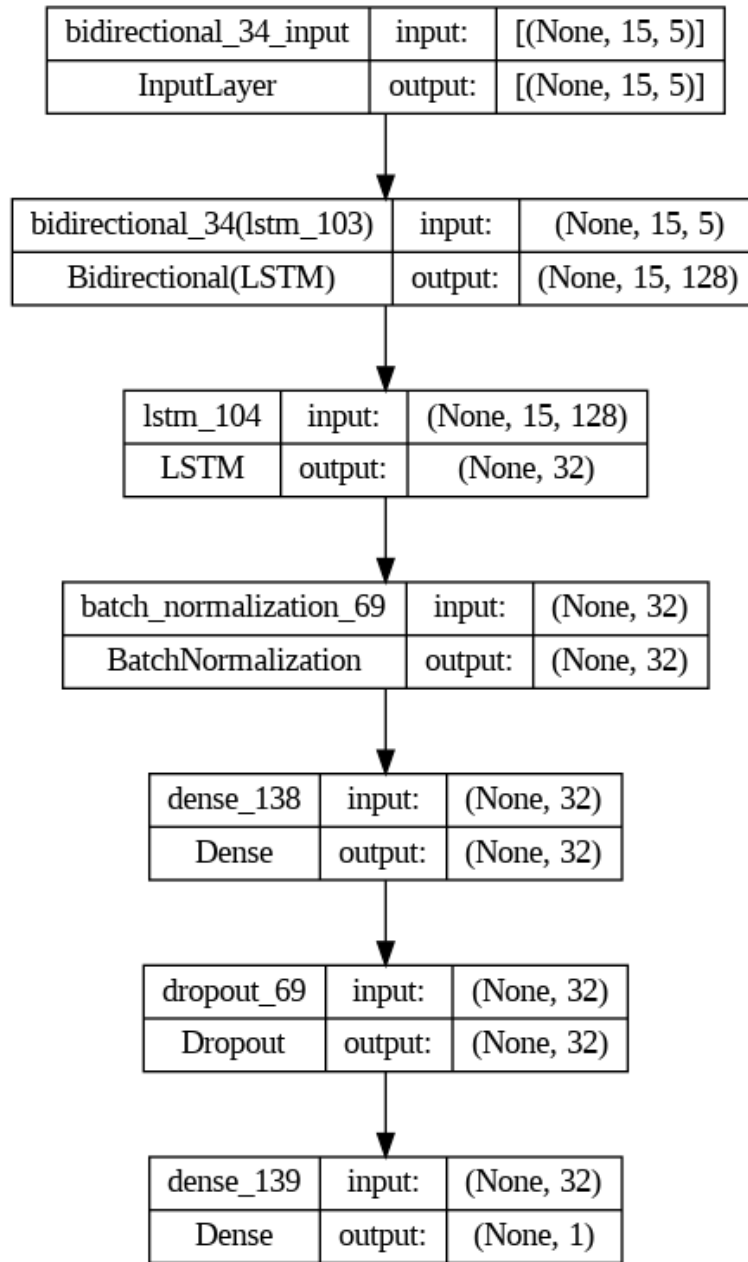 bidirectional_34_input input: [(None, 15, 5)]
InputLayer output: [(None, 15, 5)]
bidirectional_34(lstm_103) input: (None, 15, 5)
Bidirectional(LSTM) output: (None, 15, 128)
lstm_104 input: (None, 15, 128)
LSTM output: (None, 32)
batch_normalization_69 input: (None, 32)
BatchNormalization output: (None, 32)
dense_138 input: (None, 32)
Dense output: (None, 32)
dropout_69 input: (None, 32)
Dropout output: (None, 32)
dense_139 input: (None, 32)
Dense output: (None, 1)